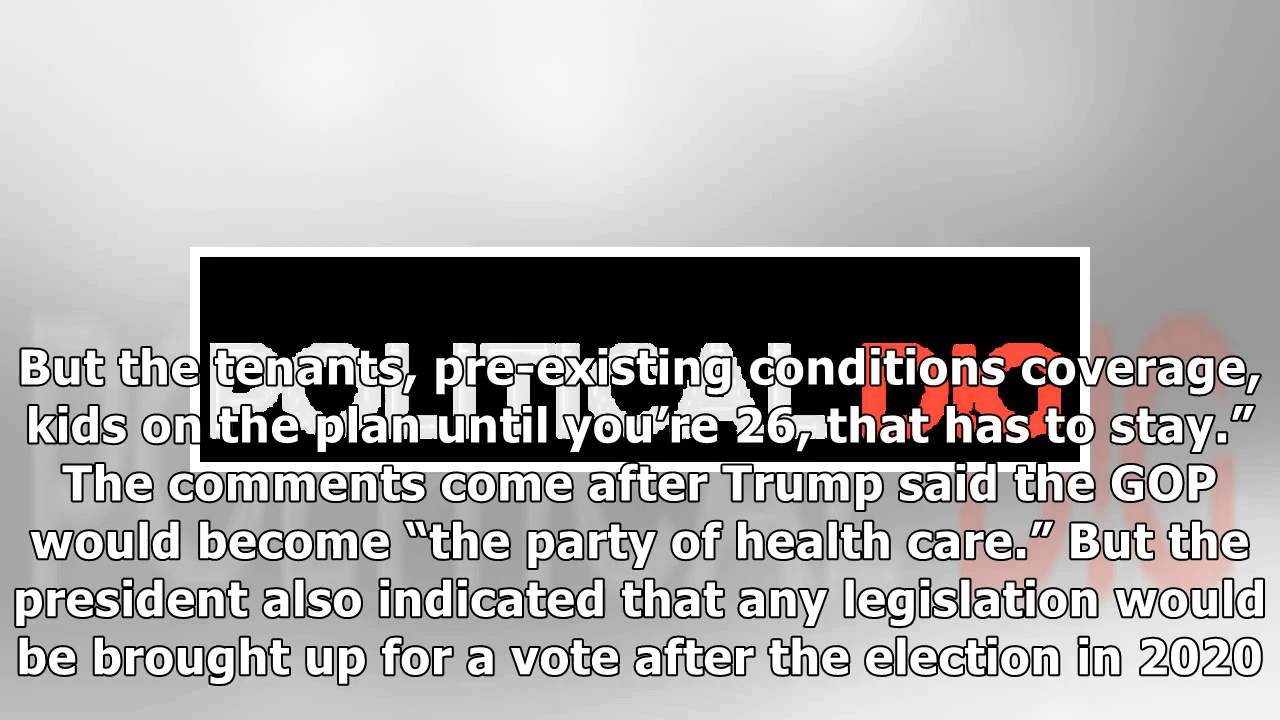 POLITICAL DIG
But the tenants, pre-existing conditions coverage,
kids on the plan until you’re 26, that has to stay.”
The comments come after Trump said the GOP
would become “the party of health care.” But the
president also indicated that any legislation would
be brought up for a vote after the election in 2020